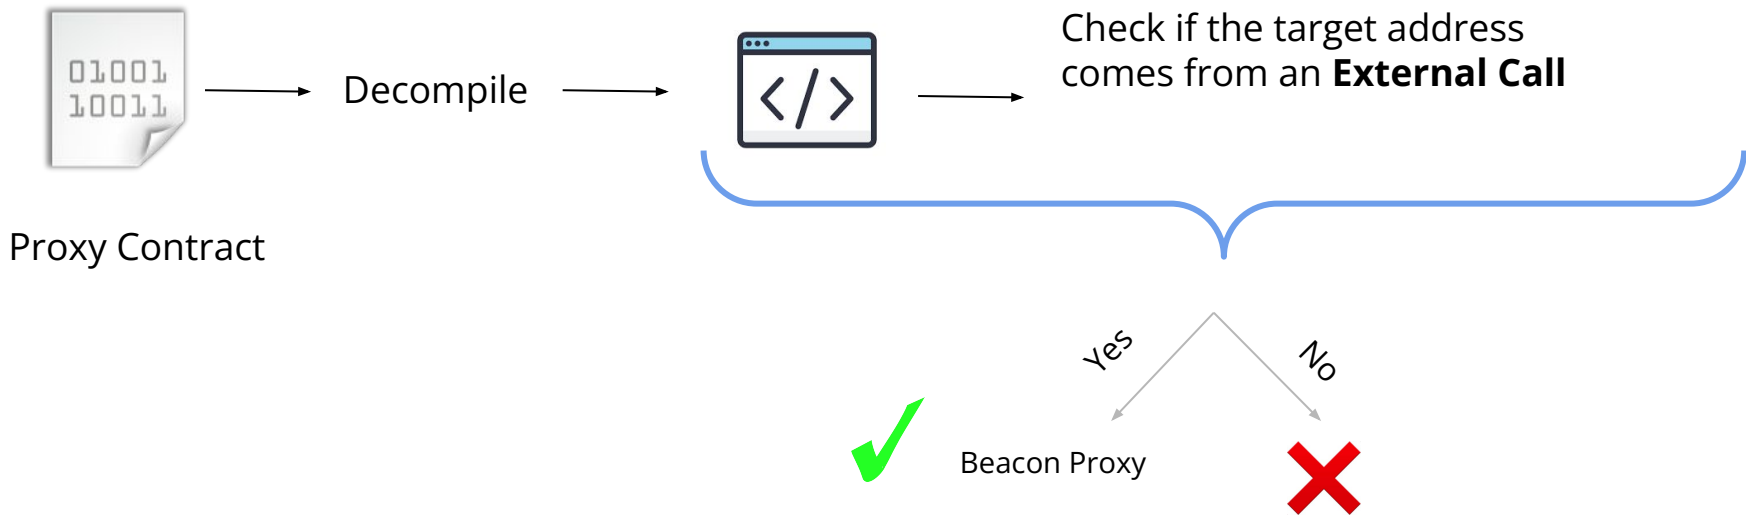 01001
10011
Proxy Contract
Decompile
</>
Check if the target address
comes from an External Call
Yes
No
Beacon Proxy